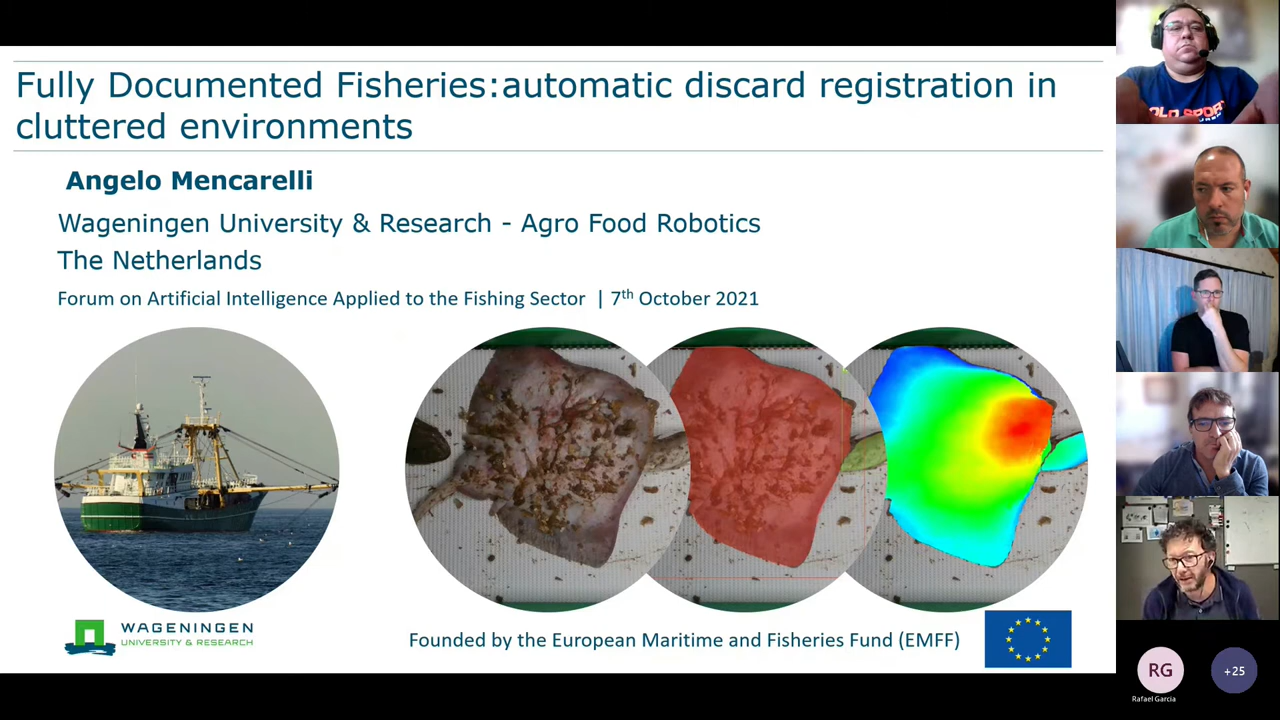 Fully Documented Fisheries:automatic discard registration in
cluttered environments
Angelo Mencarelli
Wageningen University & Research - Agro Food Robotics
The Netherlands
Forum on Artificial Intelligence Applied to the Fishing Sector | 7th October 2021
WAGENINGEN
UNIVERSITY & RESEARCH
Founded by the European Maritime and Fisheries Fund (EMFF)
RG
+25
Rafael Garcia